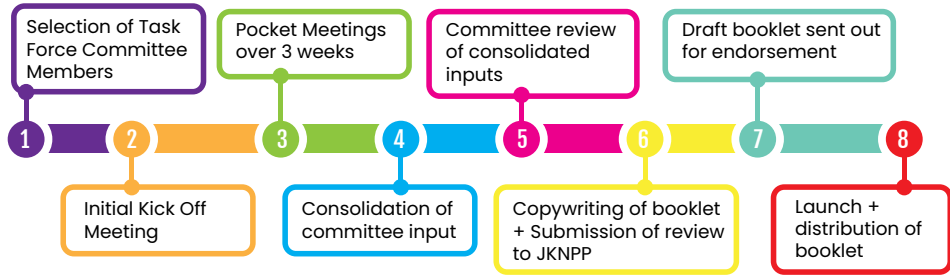 Selection of Task
Force Committee
Members
Pocket Meetings
over 3 weeks
Committee review
of consolidated
inputs
Draft booklet sent out
for endorsement
1
2
3
4
5
6
7
8
Initial Kick Off
Meeting
Consolidation of
committee input
Copywriting of booklet
+ Submission of review
to JKNPP
Launch +
distribution of
booklet